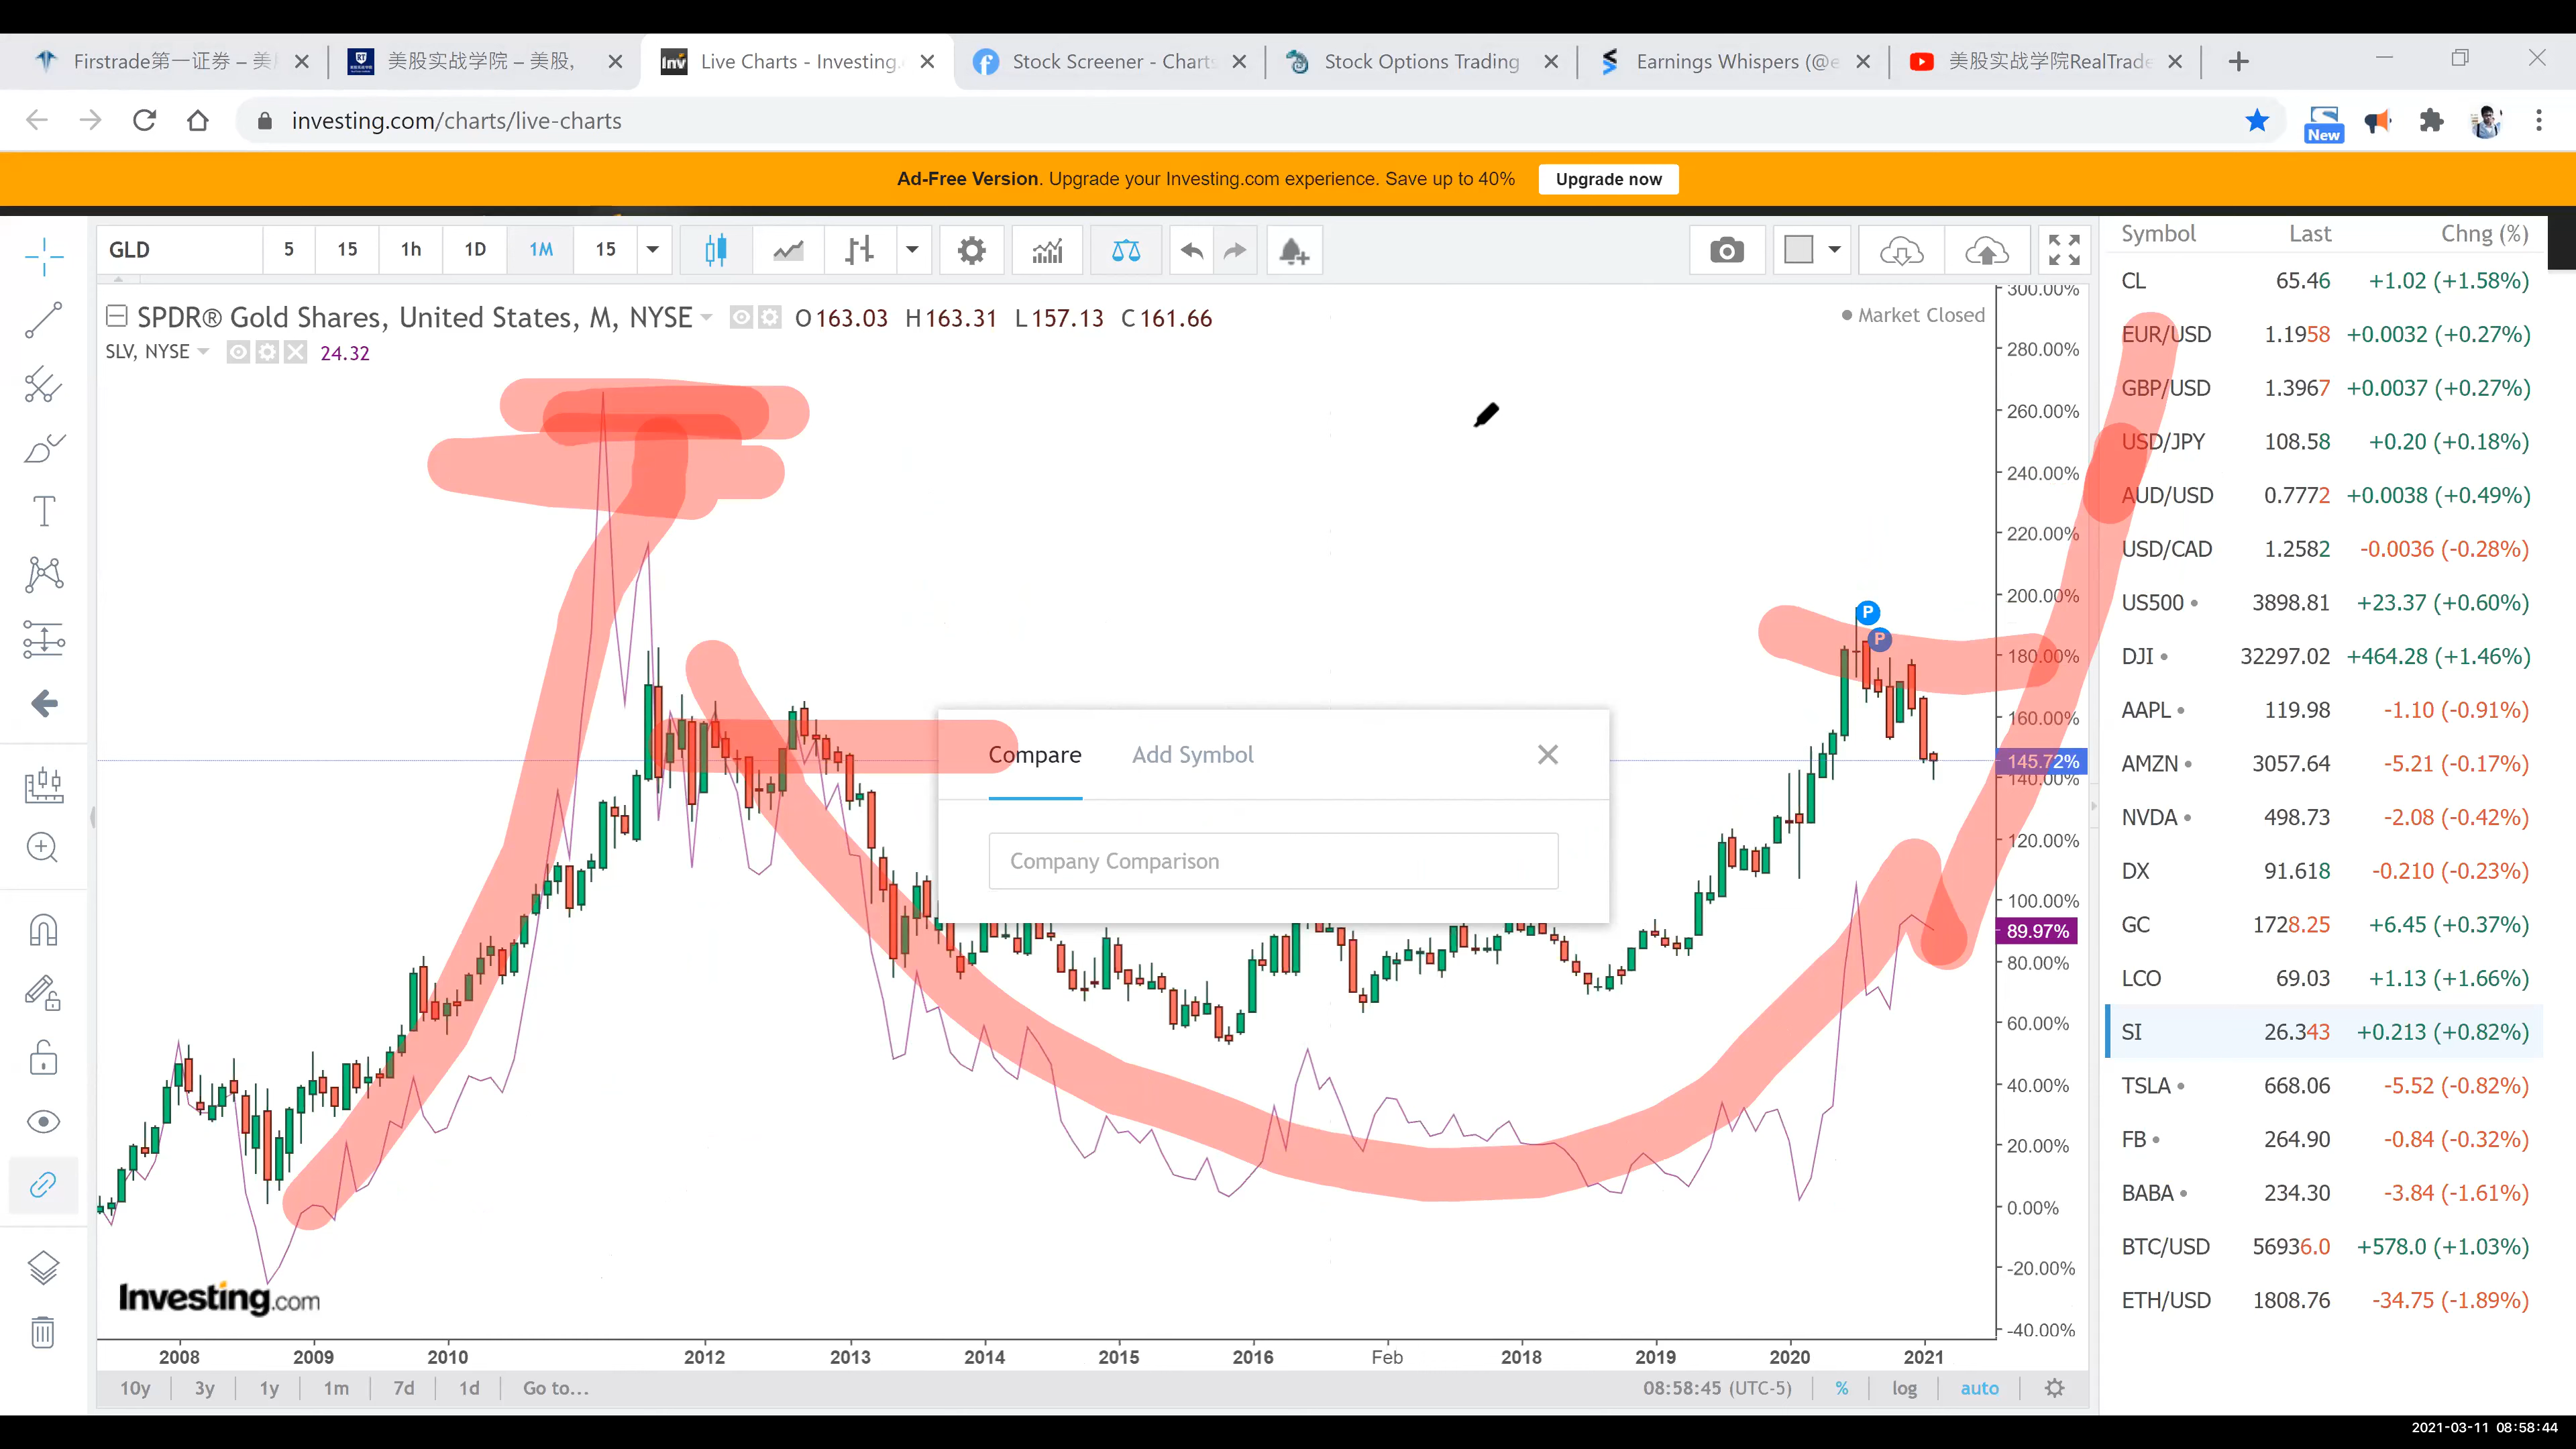 Firstrade第一证券 – 美
美股实战学院 – 美股,
Live Charts - Investing.
Stock Screener - Charts
Stock Options Trading
Earnings Whispers (@e
美股实战学院RealTrade
investing.com/charts/live-charts
New
Ad-Free Version. Upgrade your Investing.com experience. Save up to 40% Upgrade now
GLD 5 15 1h 1D 1M 15
SPDR® Gold Shares, United States, M, NYSE O163.03 H163.31 L157.13 C161.66
Market Closed
SLV, NYSE 24.32
300.00%
280.00%
260.00%
240.00%
220.00%
200.00%
180.00%
160.00%
145.72%
140.00%
120.00%
100.00%
89.97%
80.00%
60.00%
40.00%
20.00%
0.00%
-20.00%
-40.00%
P
P
Compare Add Symbol
Company Comparison
Investing.com
2008 2009 2010 2012 2013 2014 2015 2016 Feb 2018 2019 2020 2021
10y 3y 1y 1m 7d 1d Go to... 08:58:45 (UTC-5) % log auto
Symbol Last Chng (%)
CL 65.46 +1.02 (+1.58%)
EUR/USD 1.1958 +0.0032 (+0.27%)
GBP/USD 1.3967 +0.0037 (+0.27%)
USD/JPY 108.58 +0.20 (+0.18%)
AUD/USD 0.7772 +0.0038 (+0.49%)
USD/CAD 1.2582 -0.0036 (-0.28%)
US500 3898.81 +23.37 (+0.60%)
DJI 32297.02 +464.28 (+1.46%)
AAPL 119.98 -1.10 (-0.91%)
AMZN 3057.64 -5.21 (-0.17%)
NVDA 498.73 -2.08 (-0.42%)
DX 91.618 -0.210 (-0.23%)
GC 1728.25 +6.45 (+0.37%)
LCO 69.03 +1.13 (+1.66%)
SI 26.343 +0.213 (+0.82%)
TSLA 668.06 -5.52 (-0.82%)
FB 264.90 -0.84 (-0.32%)
BABA 234.30 -3.84 (-1.61%)
BTC/USD 56936.0 +578.0 (+1.03%)
ETH/USD 1808.76 -34.75 (-1.89%)
2021-03-11 08:58:44